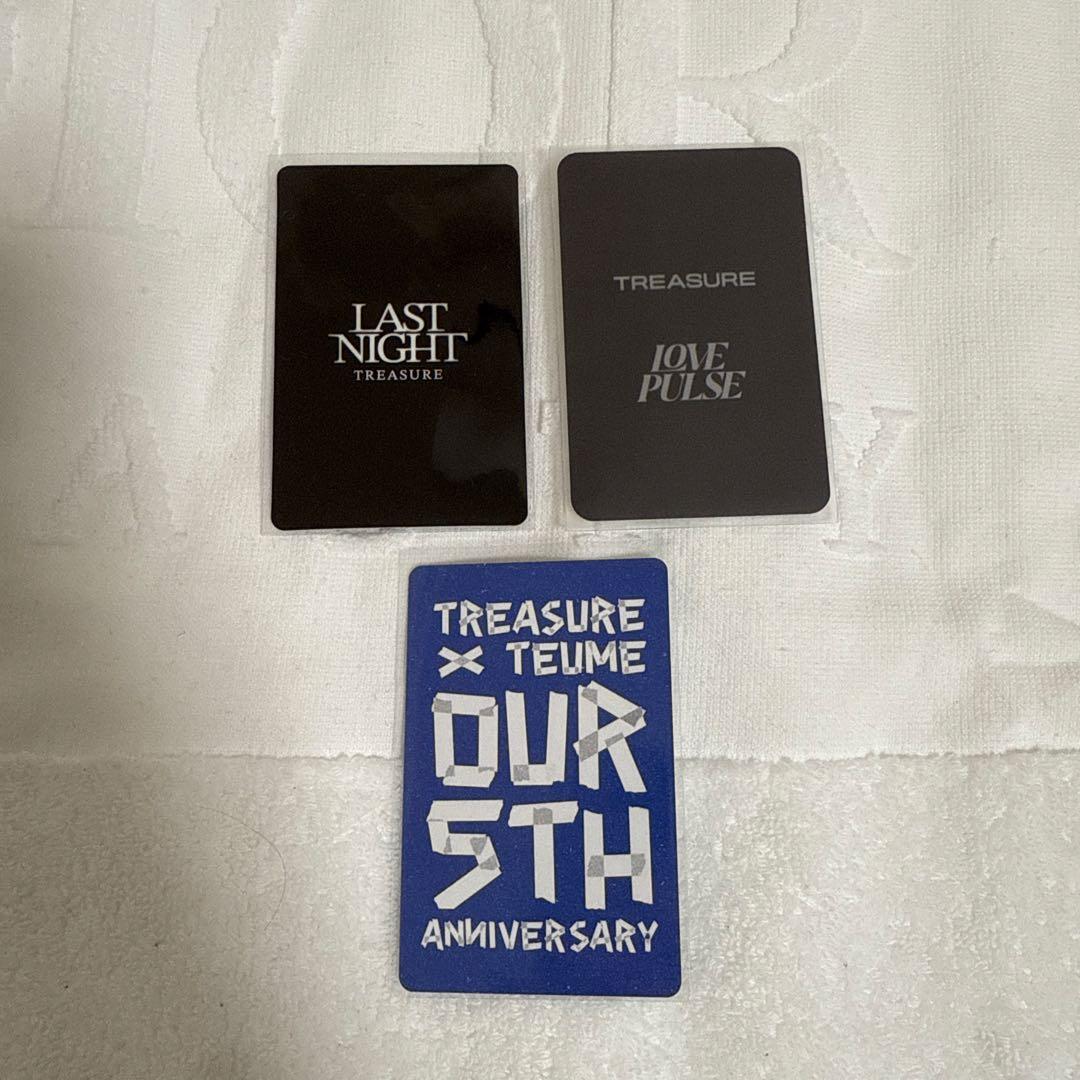 LAST
NIGHT
TREASURE
TREASURE
LOVE
PULSE
TREASURE
× TEUME
OUR
5TH
ANNIVERSARY